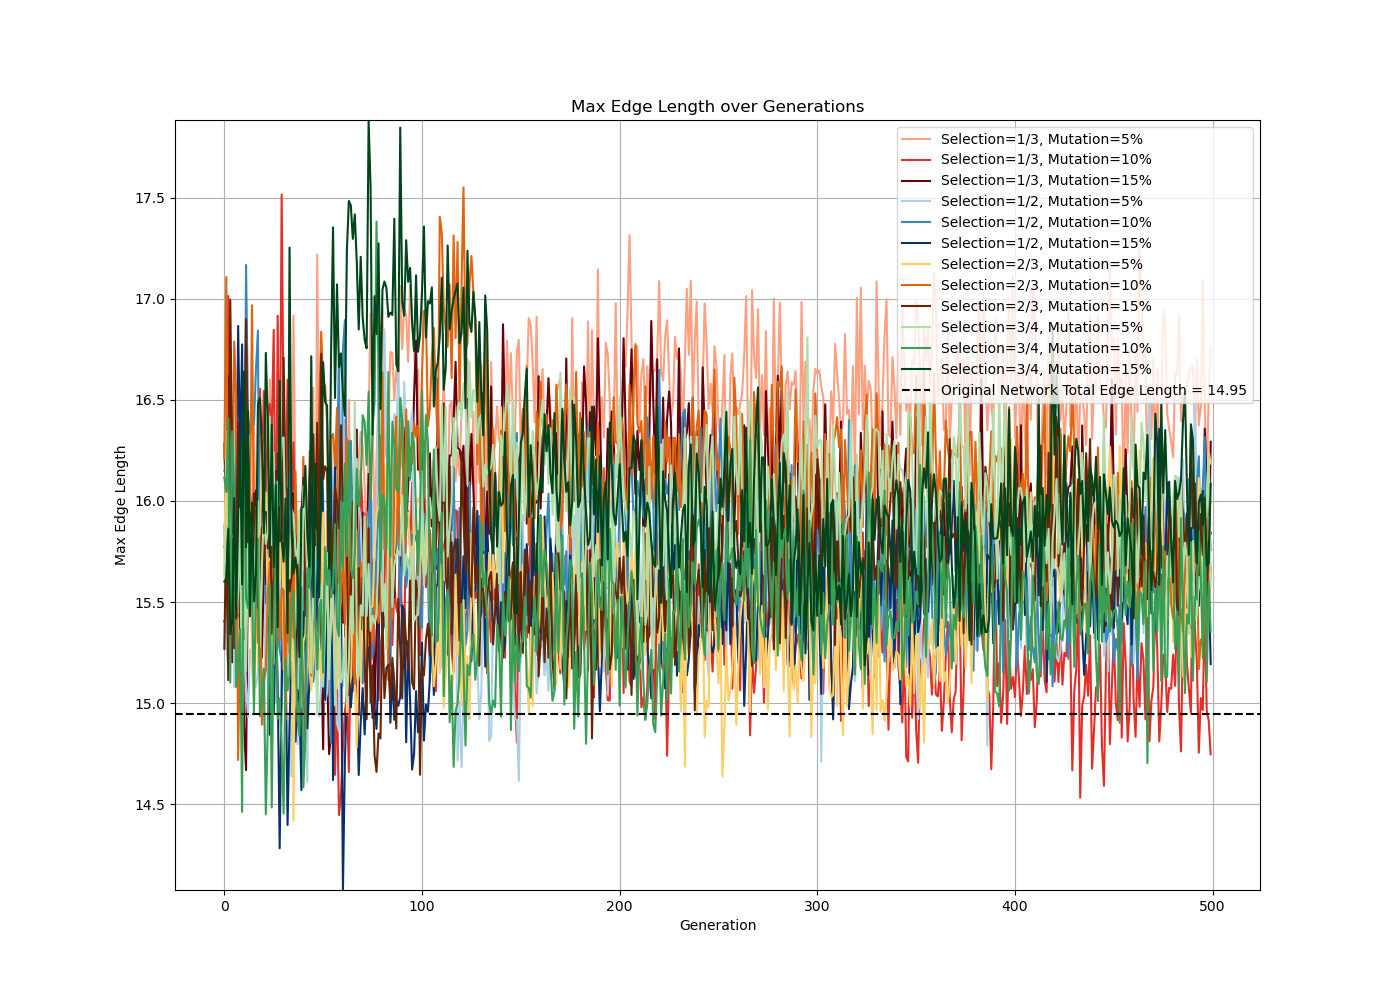 Max Edge Length over Generations
Selection=1/3, Mutation=5%
Selection=1/3, Mutation=10%
Selection=1/3, Mutation=15%
Selection=1/2, Mutation=5%
Selection=1/2, Mutation=10%
Selection=1/2, Mutation=15%
Selection=2/3, Mutation=5%
Selection=2/3, Mutation=10%
Selection=2/3, Mutation=15%
Selection=3/4, Mutation=5%
Selection=3/4, Mutation=10%
Selection=3/4, Mutation=15%
Original Network Total Edge Length = 14.95
Max Edge Length
17.5
17.0
16.5
16.0
15.5
15.0
14.5
0 100 200 300 400 500
Generation